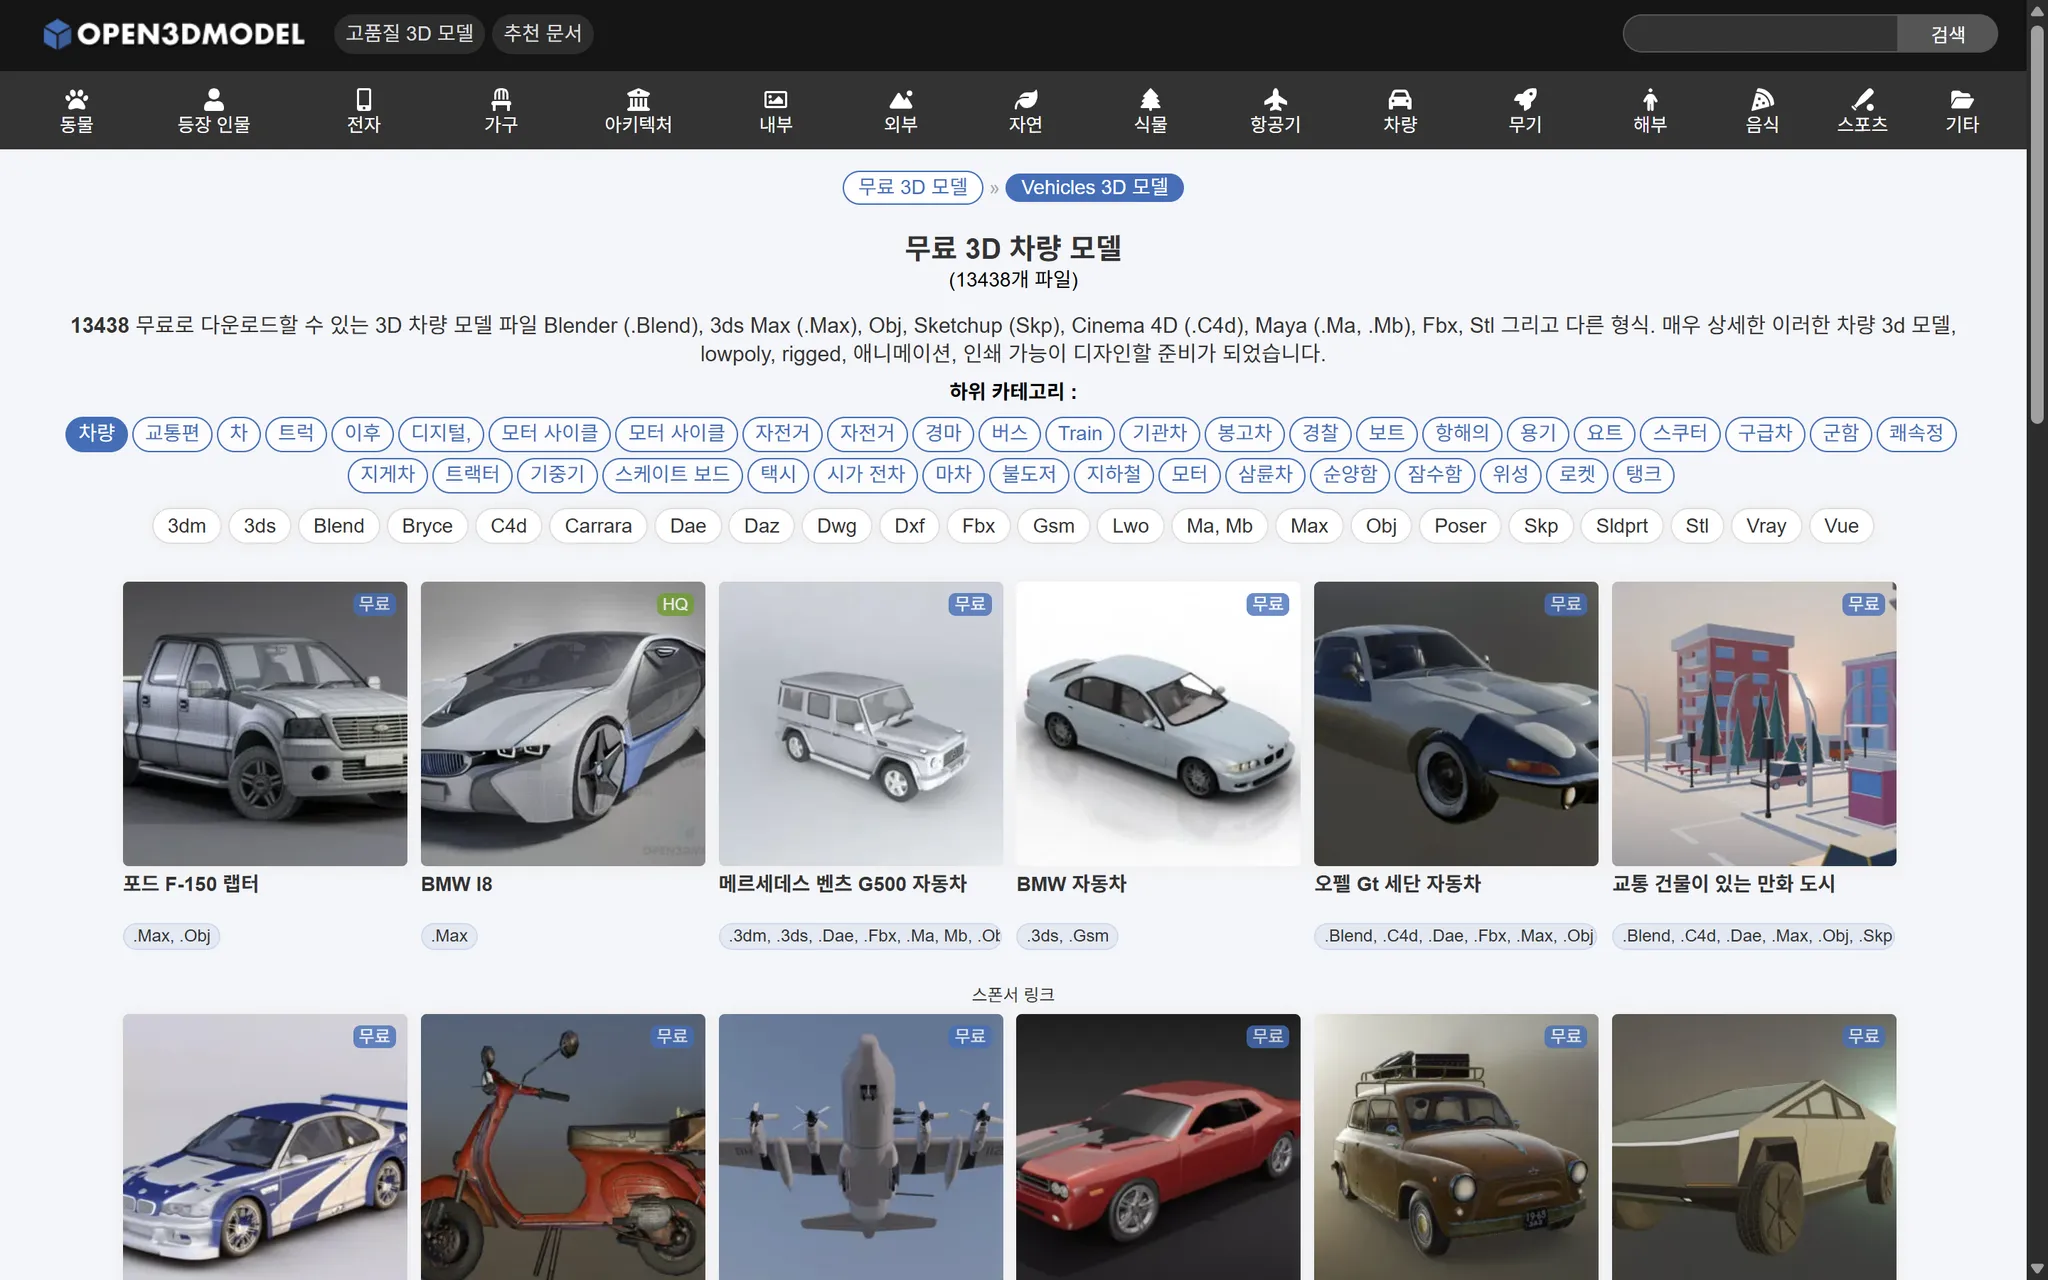 OPEN3DMODEL 고품질 3D 모델 추천 문서 검색
동물 등장 인물 전자 가구 아키텍처 내부 외부 자연 식물 항공기 차량 무기 해부 음식 스포츠 기타
무료 3D 모델 » Vehicles 3D 모델
무료 3D 차량 모델
(13438개 파일)
13438 무료로 다운로드할 수 있는 3D 차량 모델 파일 Blender (.Blend), 3ds Max (.Max), Obj, Sketchup (Skp), Cinema 4D (.C4d), Maya (.Ma, .Mb), Fbx, Stl 그리고 다른 형식. 매우 상세한 이러한 차량 3d 모델,
lowpoly, rigged, 애니메이션, 인쇄 가능이 디자인할 준비가 되었습니다.
하위 카테고리 :
차량 교통편 차 트럭 이후 디지털, 모터 사이클 모터 사이클 자전거 자전거 경마 버스 Train 기관차 봉고차 경찰 보트 항해의 용기 요트 스쿠터 구급차 군함 쾌속정
지게차 트랙터 기중기 스케이트 보드 택시 시가 전차 마차 불도저 지하철 모터 삼륜차 순양함 잠수함 위성 로켓 탱크
3dm 3ds Blend Bryce C4d Carrara Dae Daz Dwg Dxf Fbx Gsm Lwo Ma, Mb Max Obj Poser Skp Sldprt Stl Vray Vue
무료 HQ 무료 무료 무료 무료
포드 F-150 랩터 BMW I8 메르세데스 벤츠 G500 자동차 BMW 자동차 오펠 Gt 세단 자동차 교통 건물이 있는 만화 도시
.Max, .Obj .Max .3dm, .3ds, .Dae, .Fbx, .Ma, Mb, .Ob .3ds, .Gsm .Blend, .C4d, .Dae, .Fbx, .Max, .Obj .Blend, .C4d, .Dae, .Max, .Obj, .Skp
스폰서 링크
무료 무료 무료 무료 무료 무료